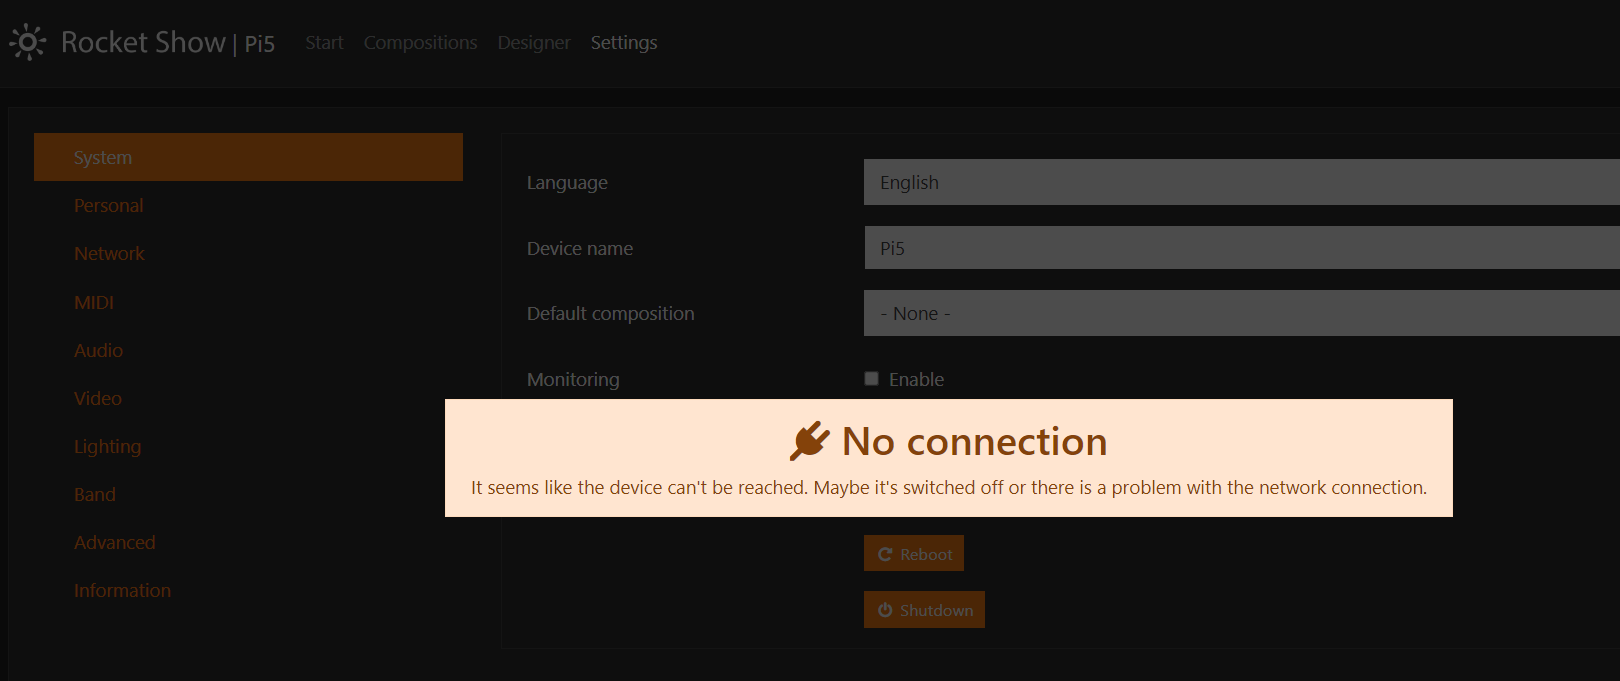 Rocket Show | Pi5 Start Compositions Designer Settings
System
Personal
Network
MIDI
Audio
Video
Lighting
Band
Advanced
Information
Language English
Device name Pi5
Default composition - None -
Monitoring Enable
No connection
It seems like the device can't be reached. Maybe it's switched off or there is a problem with the network connection.
Reboot
Shutdown